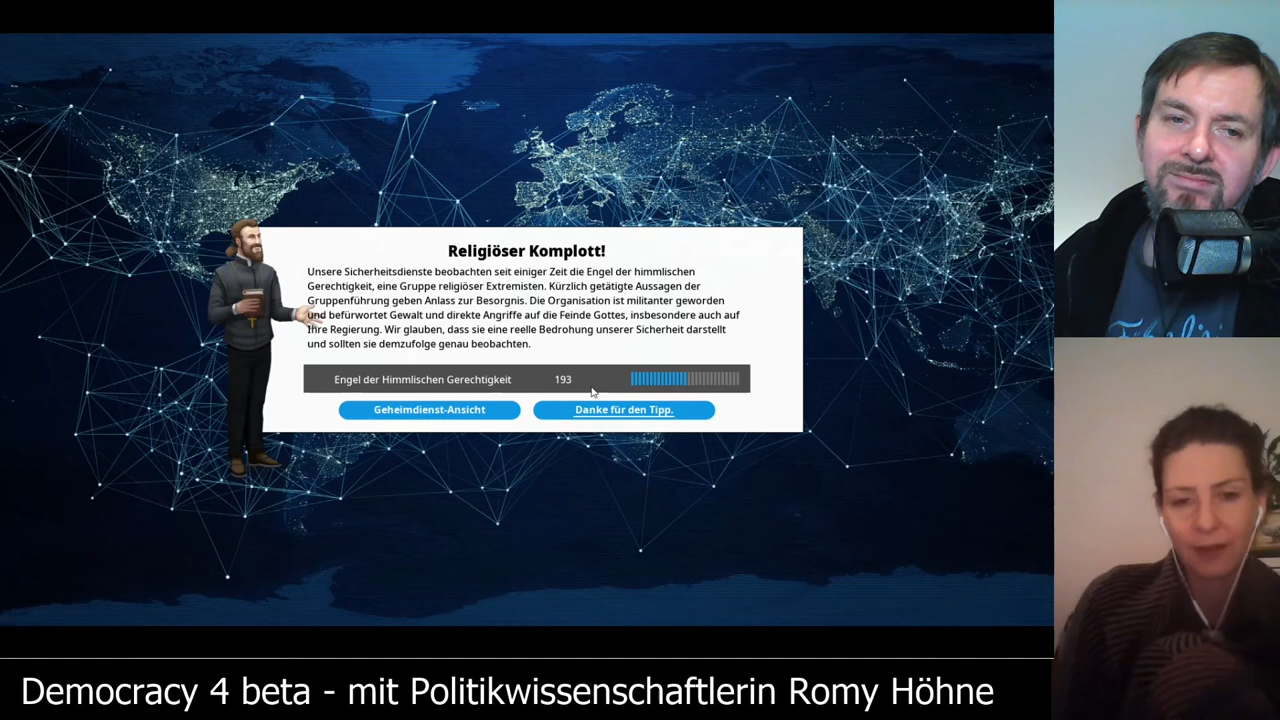 Religiöser Komplott!
Unsere Sicherheitsdienste beobachten seit einiger Zeit die Engel der himmlischen
Gerechtigkeit, eine Gruppe religiöser Extremisten. Kürzlich getätigte Aussagen der
Gruppenführung geben Anlass zur Besorgnis. Die Organisation ist militanter geworden
und befürwortet Gewalt und direkte Angriffe auf die Feinde Gottes, insbesondere auch auf
Ihre Regierung. Wir glauben, dass sie eine reelle Bedrohung unserer Sicherheit darstellt
und sollten sie demzufolge genau beobachten.
Engel der Himmlischen Gerechtigkeit 193
Geheimdienst-Ansicht Danke für den Tipp.
Democracy 4 beta - mit Politikwissenschaftlerin Romy Höhne